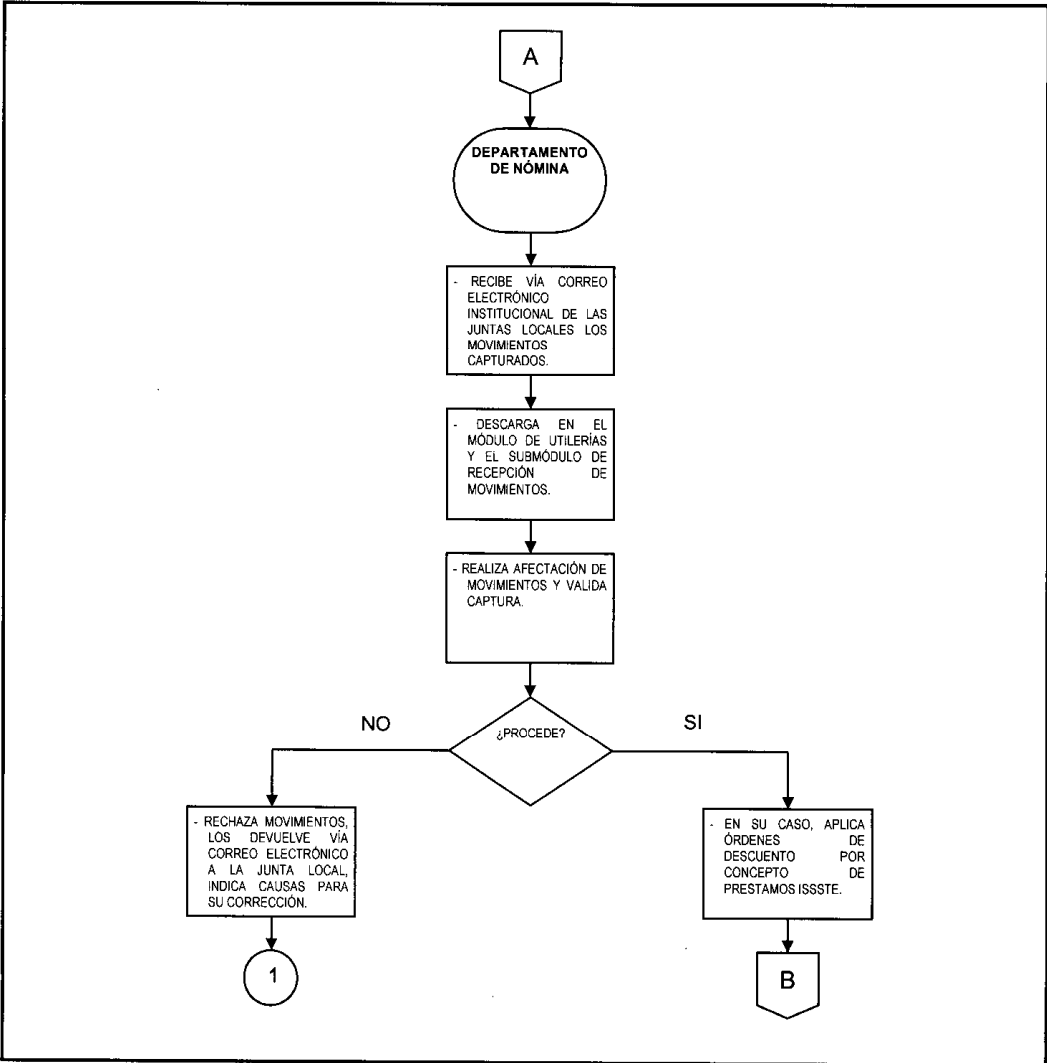 A
DEPARTAMENTO
DE NÓMINA
- RECIBE VÍA CORREO
ELECTRÓNICO
INSTITUCIONAL DE LAS
JUNTAS LOCALES LOS
MOVIMIENTOS
CAPTURADOS.
- DESCARGA EN EL
MÓDULO DE UTILERÍAS
Y EL SUBMÓDULO DE
RECEPCIÓN DE
MOVIMIENTOS.
- REALIZA AFECTACIÓN DE
MOVIMIENTOS Y VALIDA
CAPTURA.
¿PROCEDE?
NO
SI
- RECHAZA MOVIMIENTOS,
LOS DEVUELVE VÍA
CORREO ELECTRÓNICO
A LA JUNTA LOCAL,
INDICA CAUSAS PARA
SU CORRECCIÓN.
1
- EN SU CASO, APLICA
ÓRDENES DE
DESCUENTO POR
CONCEPTO DE
PRESTAMOS ISSSTE.
B